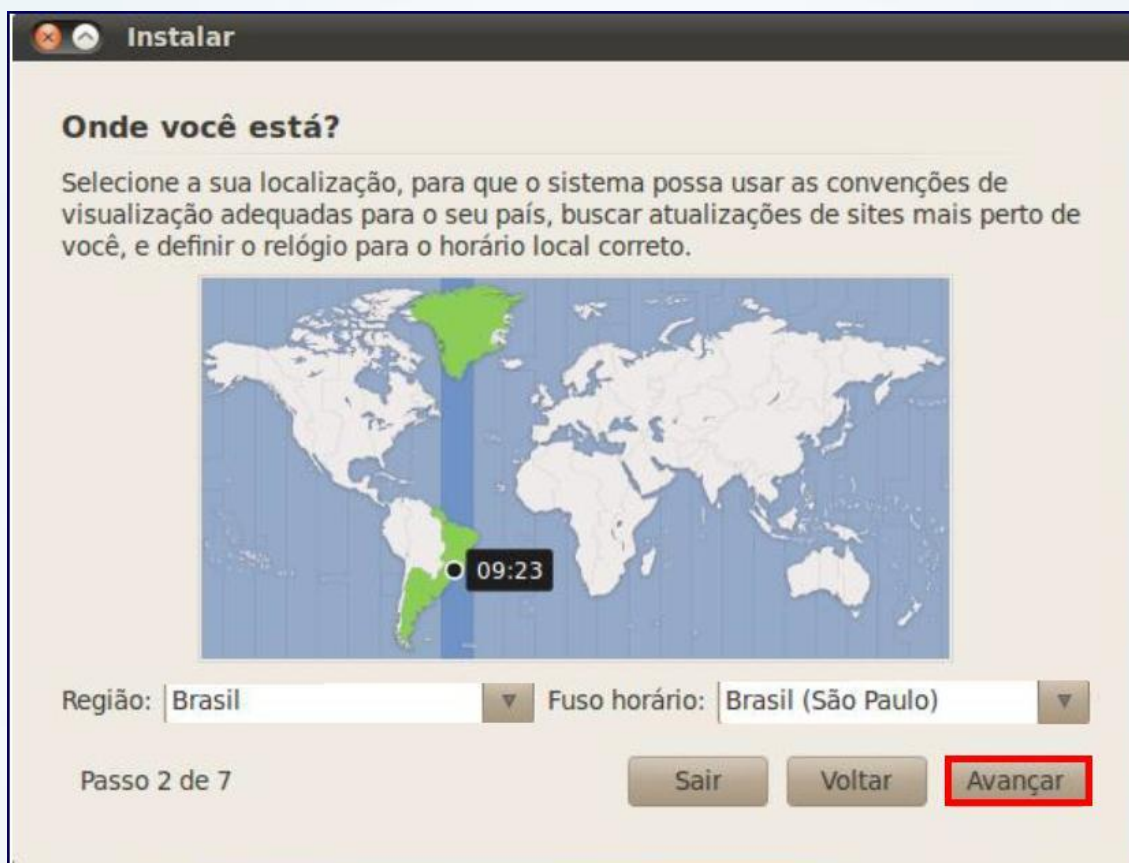 Instalar
Onde você está?
Selecione a sua localização, para que o sistema possa usar as convenções de
visualização adequadas para o seu país, buscar atualizações de sites mais perto de
você, e definir o relógio para o horário local correto.
09:23
Região: Brasil Fuso horário: Brasil (São Paulo)
Passo 2 de 7 Sair Voltar Avançar